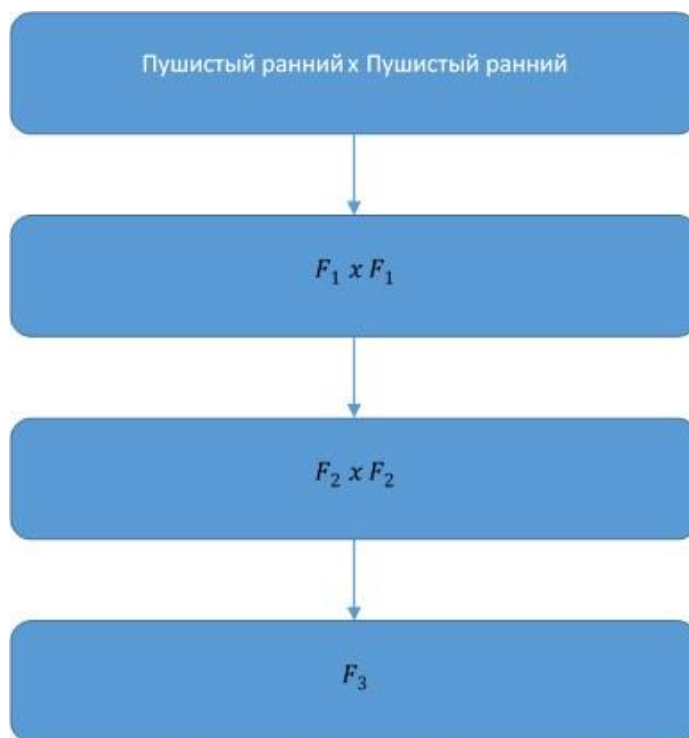 Пушистый ранний x Пушистый ранний
F₁ x F₁
F₂ x F₂
F₃